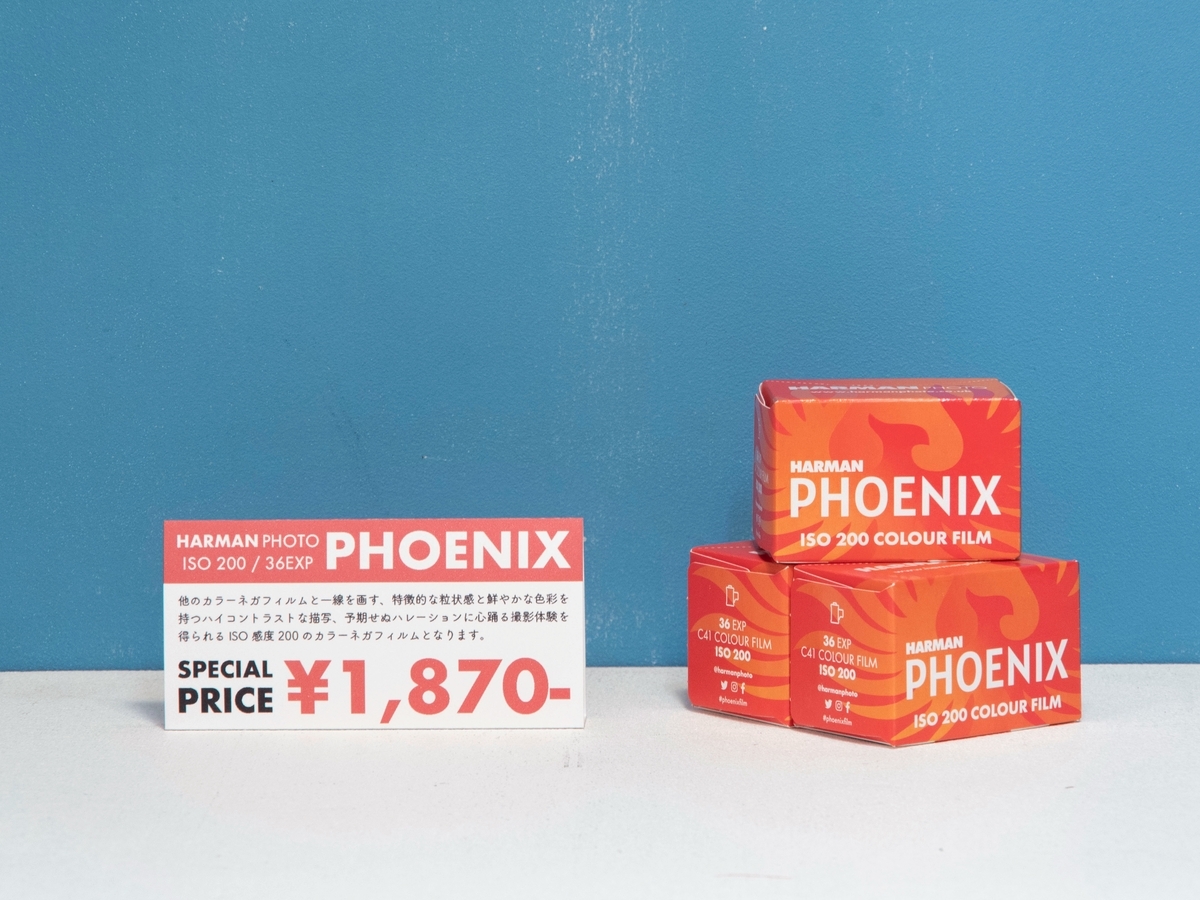 HARMAN PHOTO
ISO 200 / 36EXP
PHOENIX
他のカラーネガフィルムと一線を画す、特徴的な粒状感と鮮やかな色彩を
持つハイコントラストな描写、予期せぬハレーションに心踊る撮影体験を
得られる ISO 感度 200 のカラーネガフィルムとなります。
SPECIAL
PRICE
¥1,870-
HARMAN PHOTO
HARMAN
PHOENIX
ISO 200 COLOUR FILM
36 EXP
C41 COLOUR FILM
ISO 200
@harmanphoto
#phoenixfilm
36 EXP
C41 COLOUR FILM
ISO 200
@harmanphoto
#phoenixfilm
HARMAN
PHOENIX
ISO 200 COLOUR FILM